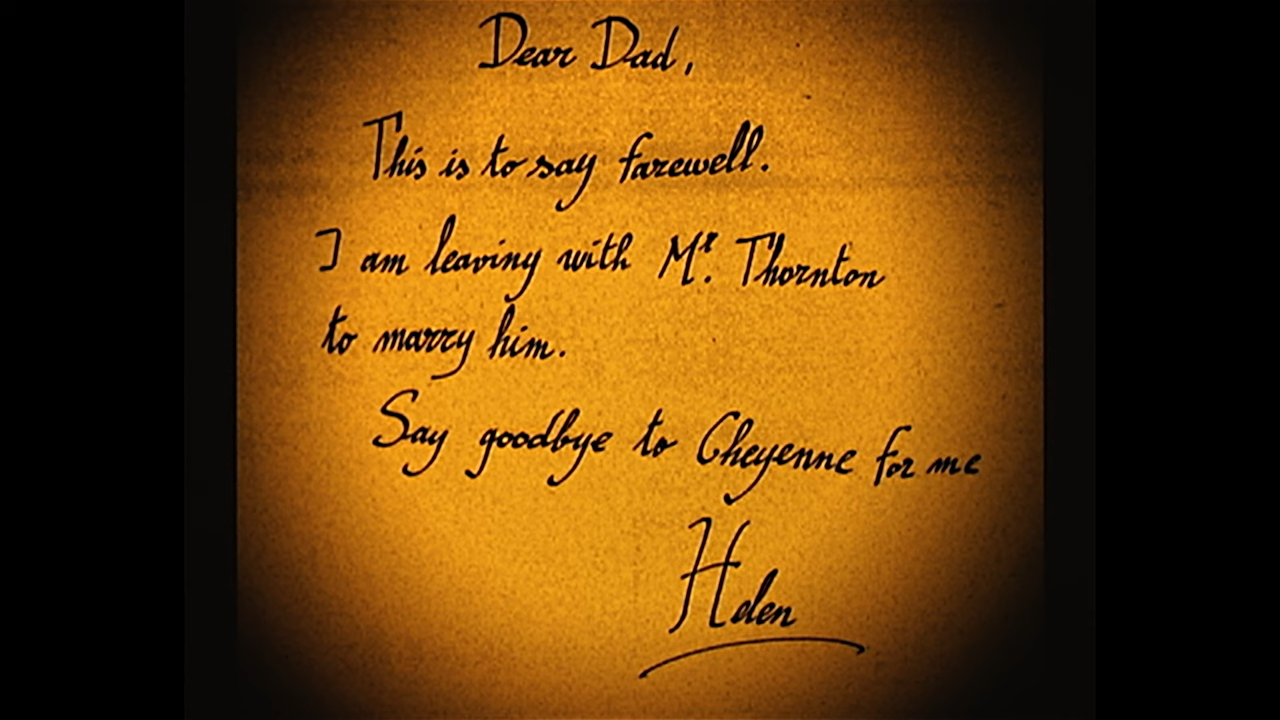 Dear Dad,
This is to say farewell.
I am leaving with Mr. Thornton
to marry him.
Say goodbye to Cheyenne for me
Helen